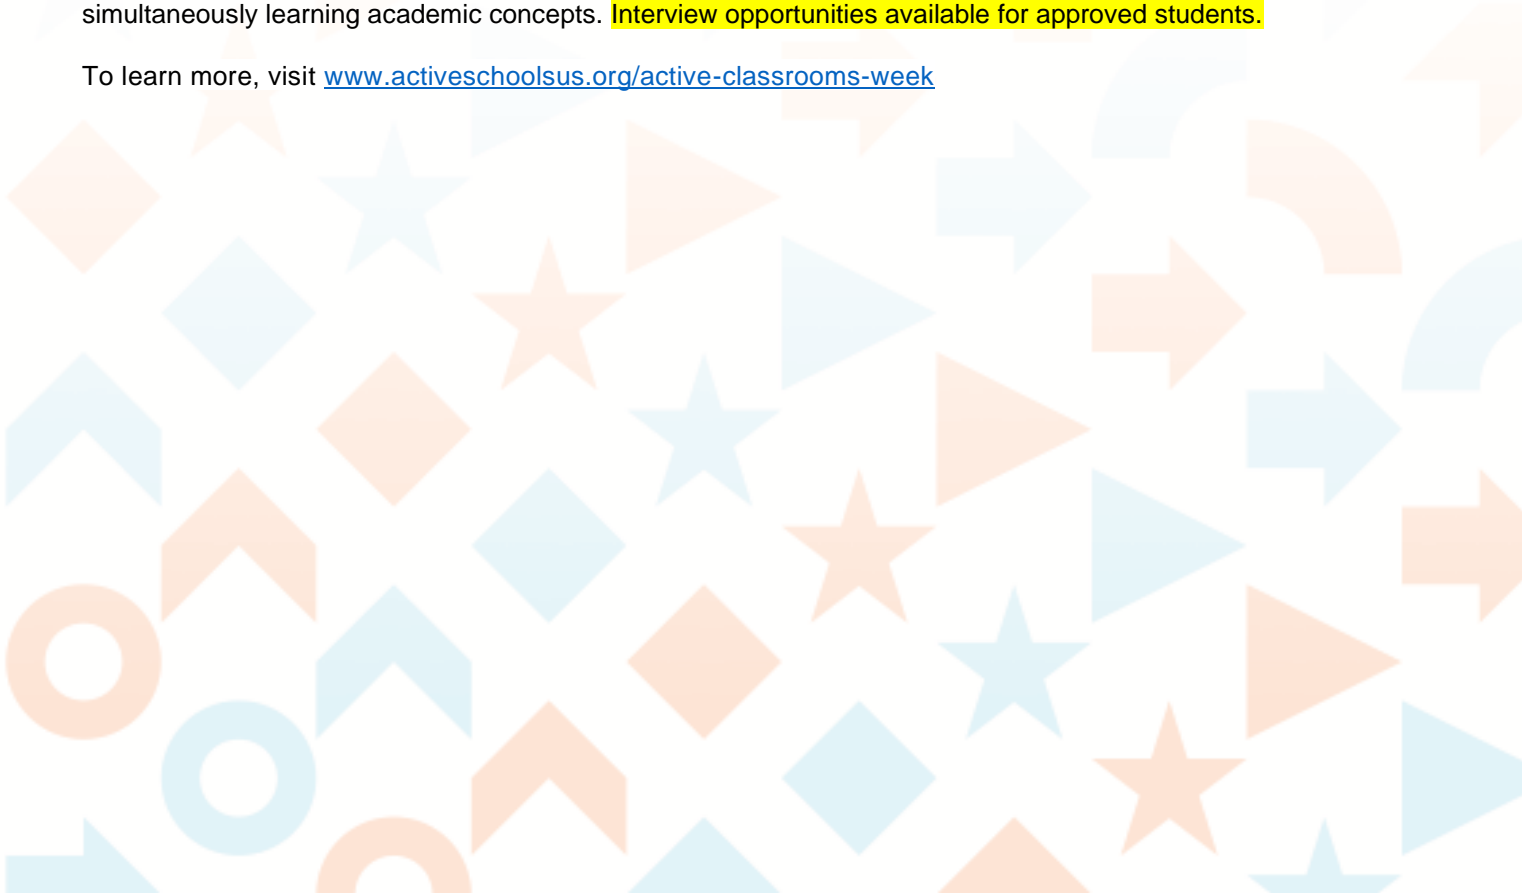 simultaneously learning academic concepts. Interview opportunities available for approved students.
To learn more, visit www.activeschoolsus.org/active-classrooms-week